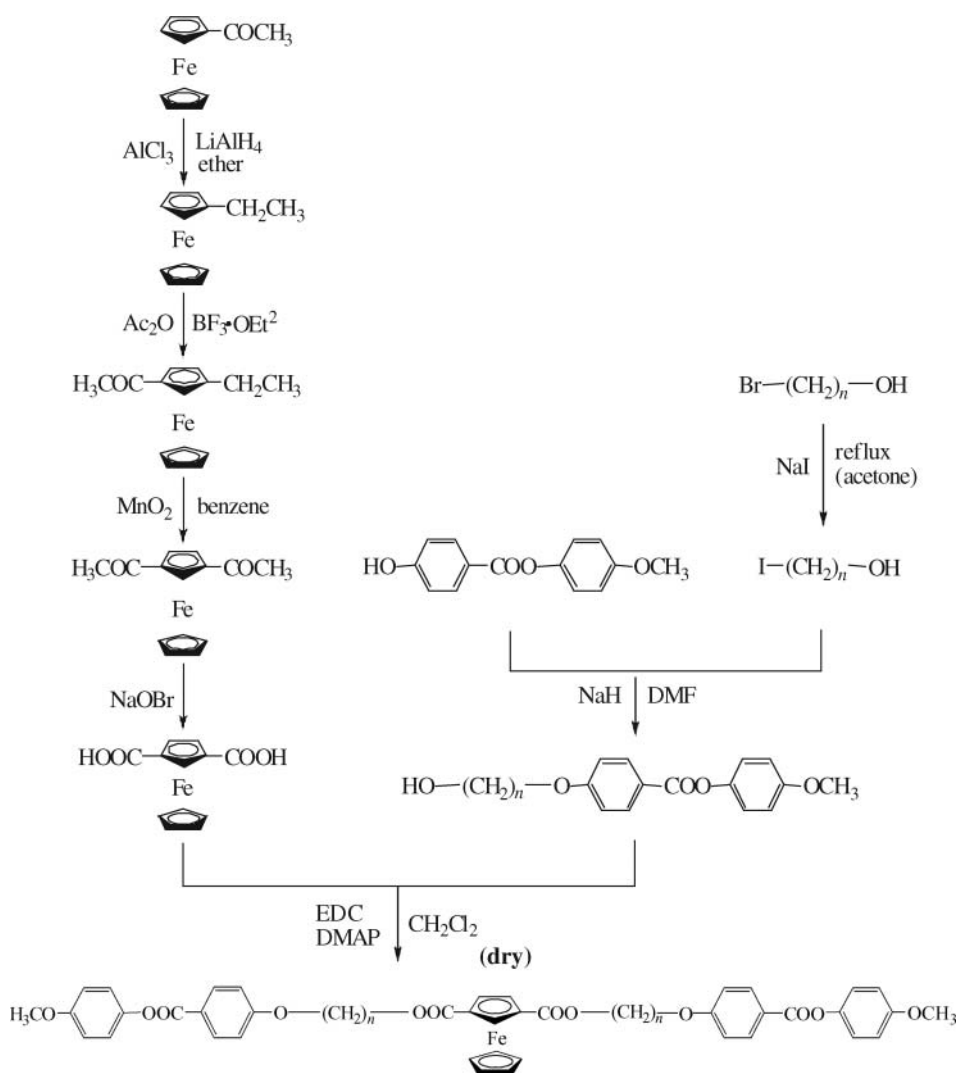 COCH₃
Fe
AlCl₃ LiAlH₄
ether
CH₂CH₃
Fe
Ac₂O BF₃•OEt²
H₃COC CH₂CH₃
Fe
MnO₂ benzene
H₃COC COCH₃
Fe
NaOBr
HOOC COOH
Fe
Br (CH₂)ₙ OH
NaI reflux
(acetone)
HO COO OCH₃
I (CH₂)ₙ OH
NaH DMF
HO (CH₂)ₙ O COO OCH₃
EDC
DMAP CH₂Cl₂
(dry)
H₃CO OOC O (CH₂)ₙ OOC COO (CH₂)ₙ O COO OCH₃
Fe